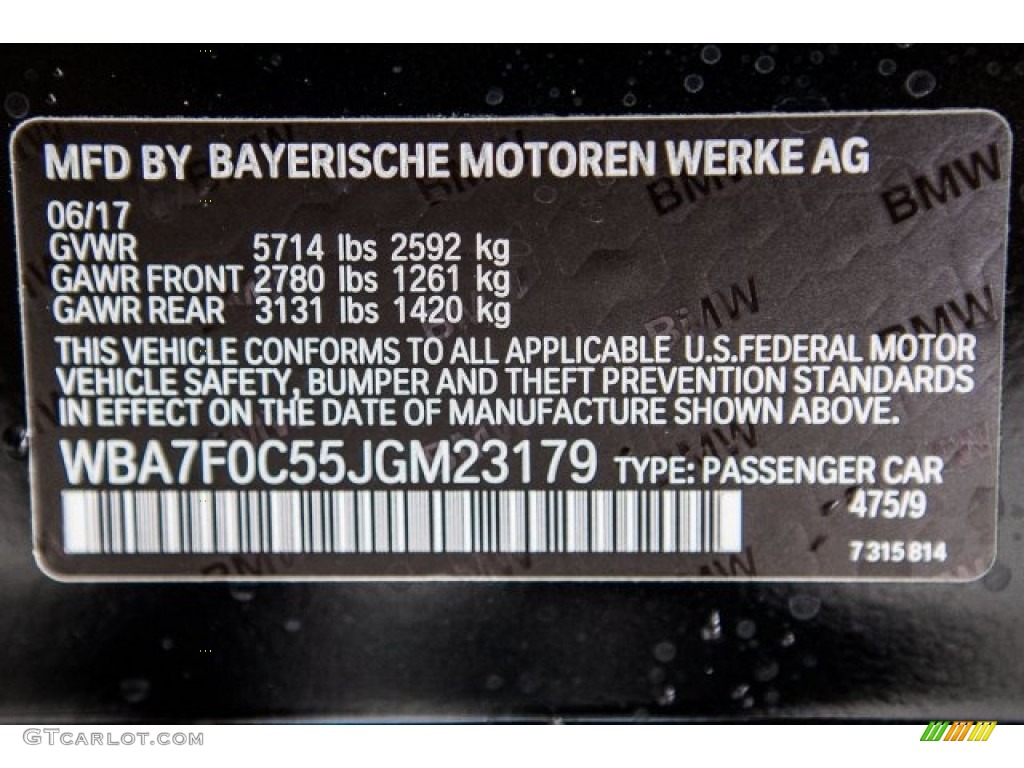 MFD BY BAYERISCHE MOTOREN WERKE AG
06/17
GVWR 5714 lbs 2592 kg
GAWR FRONT 2780 lbs 1261 kg
GAWR REAR 3131 lbs 1420 kg
THIS VEHICLE CONFORMS TO ALL APPLICABLE U.S.FEDERAL MOTOR
VEHICLE SAFETY, BUMPER AND THEFT PREVENTION STANDARDS
IN EFFECT ON THE DATE OF MANUFACTURE SHOWN ABOVE.
WBA7F0C55JGM23179 TYPE: PASSENGER CAR
475/9
7 315 814
BMW
BMW
BMW
BMW
BMW
BMW
BMW
GTCARLOT.COM